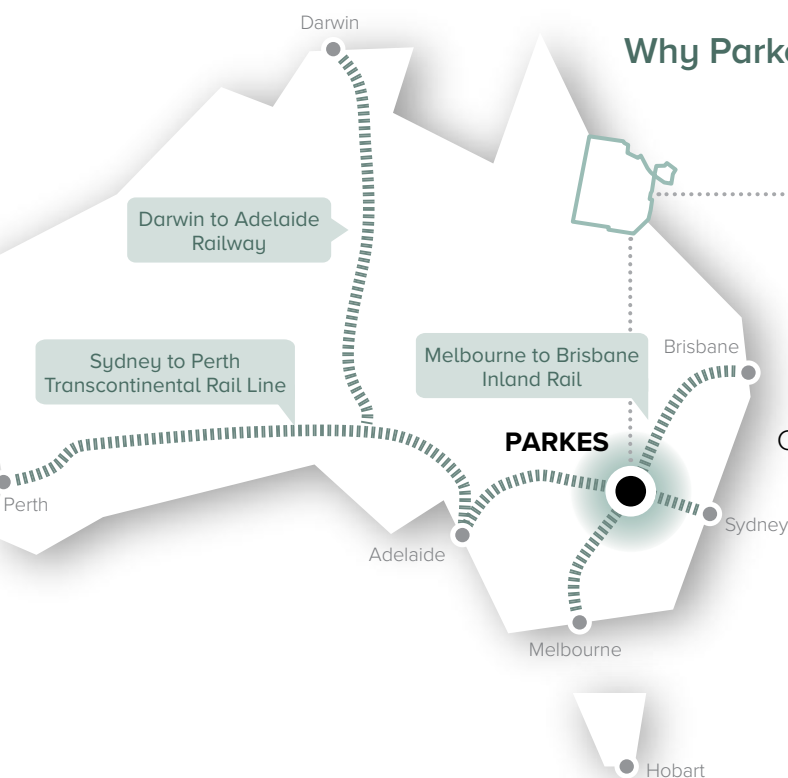 Darwin
Why Parke
Darwin to Adelaide
Railway
Sydney to Perth
Transcontinental Rail Line
Melbourne to Brisbane
Inland Rail
Brisbane
PARKES
Perth
Adelaide
Sydney
Melbourne
Hobart